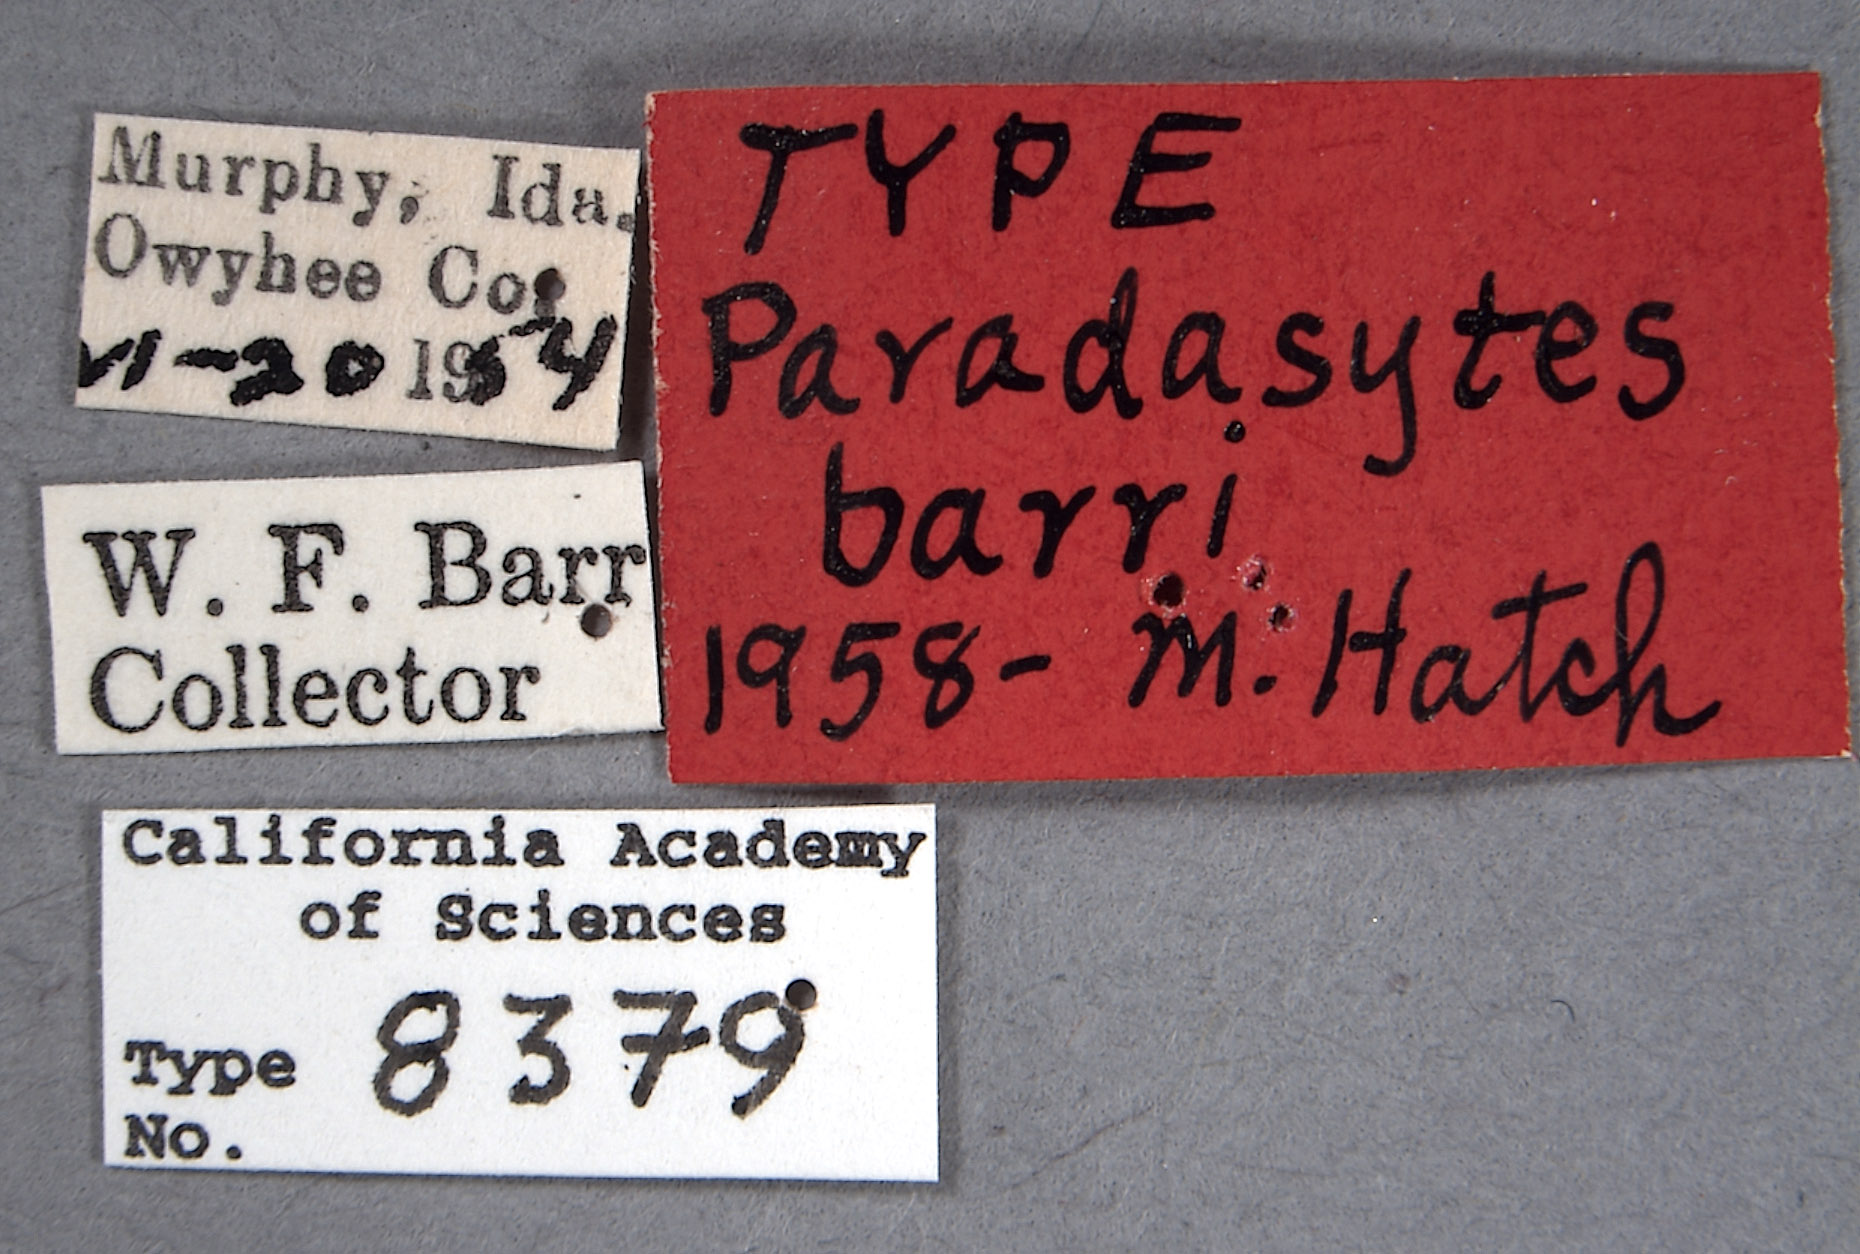 Murphy, Ida.
Owyhee Co.
VI-20 1954
W. F. Barr
Collector
TYPE
Paradasytes
barri
1958- M. Hatch
California Academy
of Sciences
Type
No. 8379